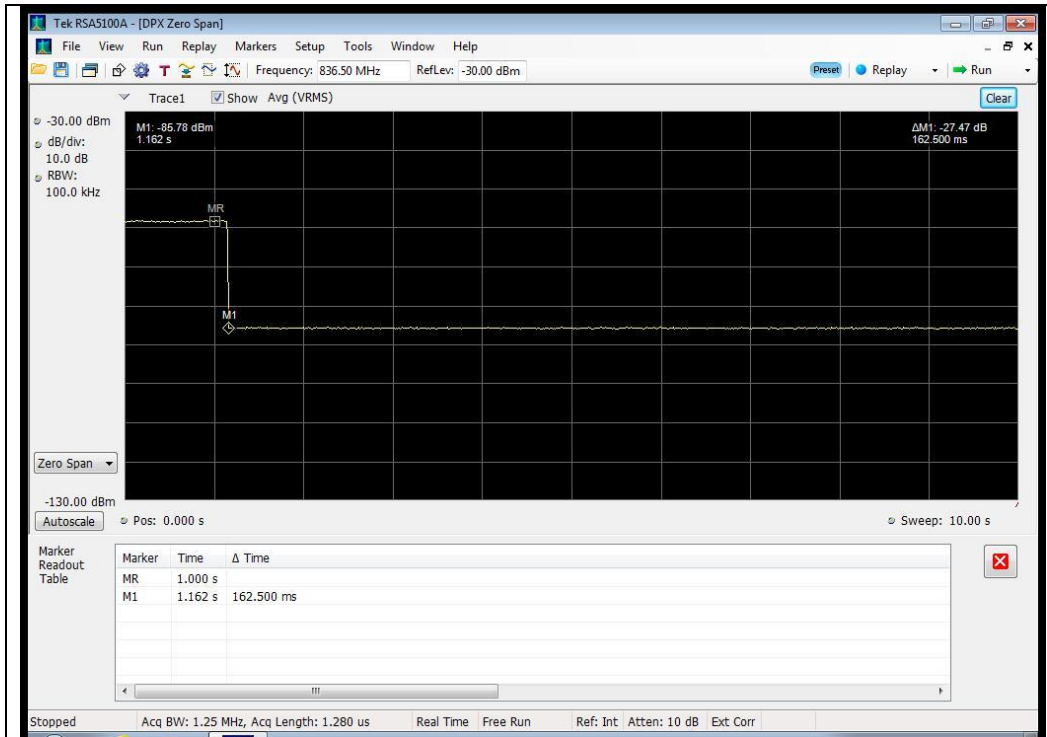 Tek RSA5100A - [DPX Zero Span]
File View Run Replay Markers Setup Tools Window Help
Frequency: 836.50 MHz RefLev: -30.00 dBm Preset Replay Run
Trace1 Show Avg (VRMS) Clear
-30.00 dBm
dB/div:
10.0 dB
RBW:
100.0 kHz
M1: -85.78 dBm
1.162 s
ΔM1: -27.47 dB
162.500 ms
MR
M1
Zero Span
-130.00 dBm
Autoscale Pos: 0.000 s Sweep: 10.00 s
Marker
Readout
Table
Marker Time Δ Time
MR 1.000 s
M1 1.162 s 162.500 ms
Stopped Acq BW: 1.25 MHz, Acq Length: 1.280 us Real Time Free Run Ref: Int Atten: 10 dB Ext Corr